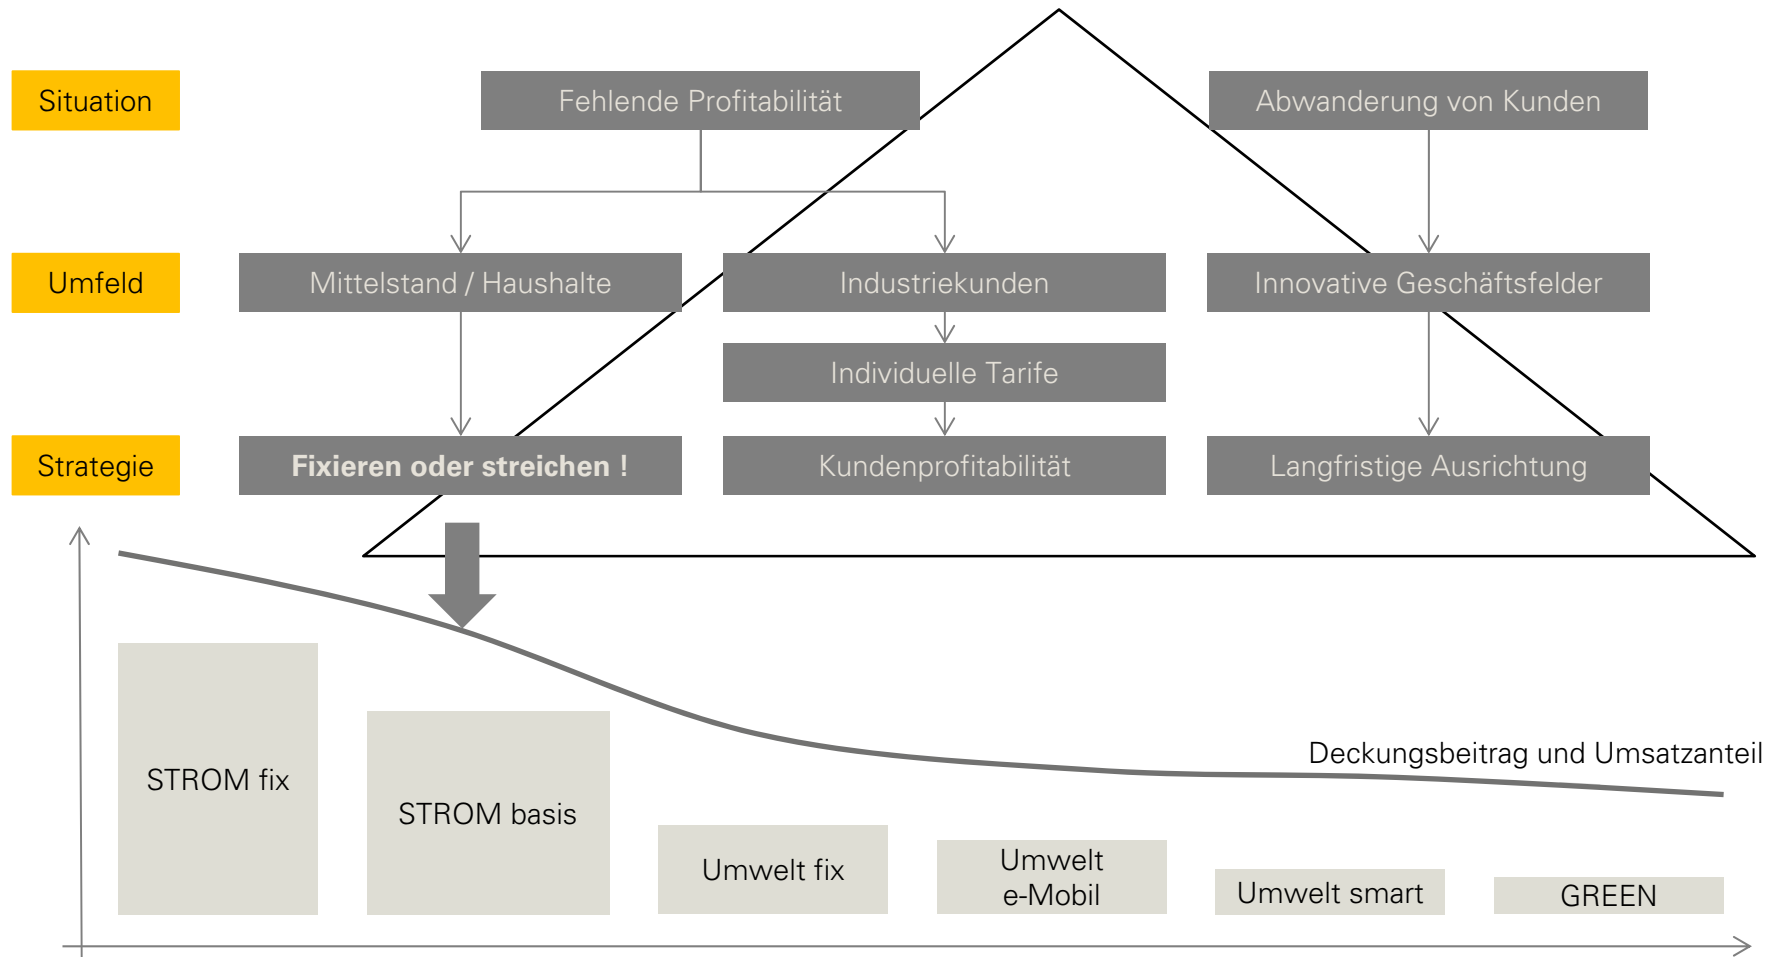 Situation
Fehlende Profitabilität
Abwanderung von Kunden
Umfeld
Mittelstand / Haushalte
Industriekunden
Innovative Geschäftsfelder
Individuelle Tarife
Strategie
Fixieren oder streichen !
Kundenprofitabilität
Langfristige Ausrichtung
Deckungsbeitrag und Umsatzanteil
STROM fix
STROM basis
Umwelt fix
Umwelt
e-Mobil
Umwelt smart
GREEN